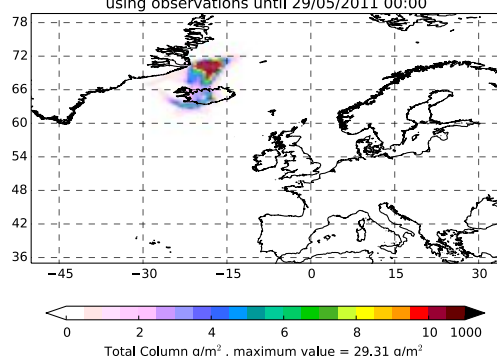 using observations until 29/05/2011 00:00
78
72
66
60
54
48
42
36
−45 −30 −15 0 15 30
0 2 4 6 8 10 1000
Total Column g/m² , maximum value = 29.31 g/m²